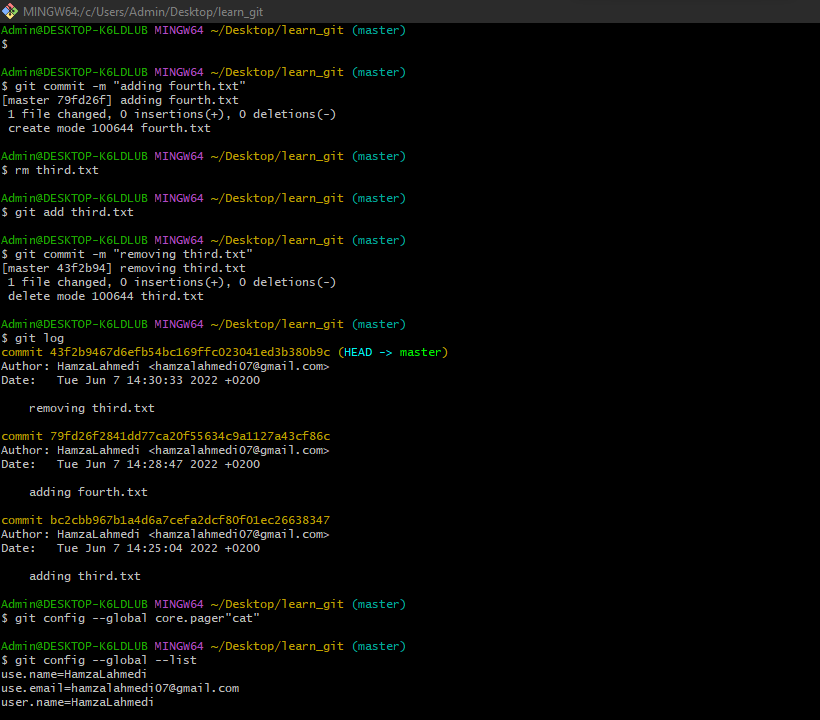 MINGW64:/c/Users/Admin/Desktop/learn_git
Admin@DESKTOP-K6LDLUB MINGW64 ~/Desktop/learn_git (master)
$
Admin@DESKTOP-K6LDLUB MINGW64 ~/Desktop/learn_git (master)
$ git commit -m "adding fourth.txt"
[master 79fd26f] adding fourth.txt
 1 file changed, 0 insertions(+), 0 deletions(-)
 create mode 100644 fourth.txt
Admin@DESKTOP-K6LDLUB MINGW64 ~/Desktop/learn_git (master)
$ rm third.txt
Admin@DESKTOP-K6LDLUB MINGW64 ~/Desktop/learn_git (master)
$ git add third.txt
Admin@DESKTOP-K6LDLUB MINGW64 ~/Desktop/learn_git (master)
$ git commit -m "removing third.txt"
[master 43f2b94] removing third.txt
 1 file changed, 0 insertions(+), 0 deletions(-)
 delete mode 100644 third.txt
Admin@DESKTOP-K6LDLUB MINGW64 ~/Desktop/learn_git (master)
$ git log
commit 43f2b9467d6efb54bc169ffc023041ed3b380b9c (HEAD -> master)
Author: HamzaLahmedi <hamzalahmedi07@gmail.com>
Date:   Tue Jun 7 14:30:33 2022 +0200
    removing third.txt
commit 79fd26f2841dd77ca20f55634c9a1127a43cf86c
Author: HamzaLahmedi <hamzalahmedi07@gmail.com>
Date:   Tue Jun 7 14:28:47 2022 +0200
    adding fourth.txt
commit bc2cbb967b1a4d6a7cefa2dcf80f01ec26638347
Author: HamzaLahmedi <hamzalahmedi07@gmail.com>
Date:   Tue Jun 7 14:25:04 2022 +0200
    adding third.txt
Admin@DESKTOP-K6LDLUB MINGW64 ~/Desktop/learn_git (master)
$ git config --global core.pager"cat"
Admin@DESKTOP-K6LDLUB MINGW64 ~/Desktop/learn_git (master)
$ git config --global --list
use.name=HamzaLahmedi
use.email=hamzalahmedi07@gmail.com
user.name=HamzaLahmedi